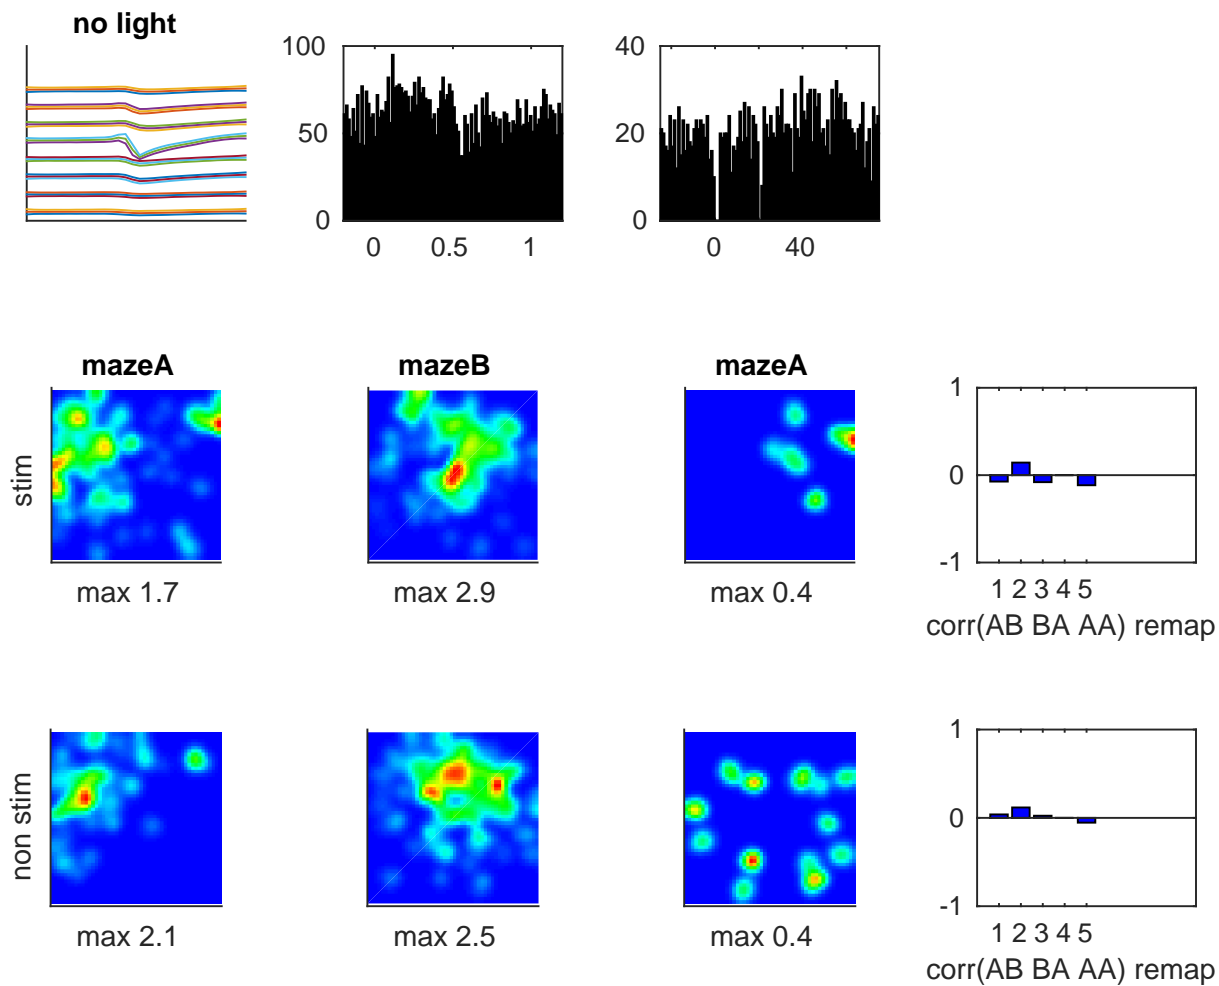 no light
100
50
0
0 0.5 1
40
20
0
0 40
mazeA mazeB mazeA
stim
1
0
-1
1 2 3 4 5
max 1.7 max 2.9 max 0.4
corr(AB BA AA) remap
non stim
1
0
-1
1 2 3 4 5
max 2.1 max 2.5 max 0.4
corr(AB BA AA) remap